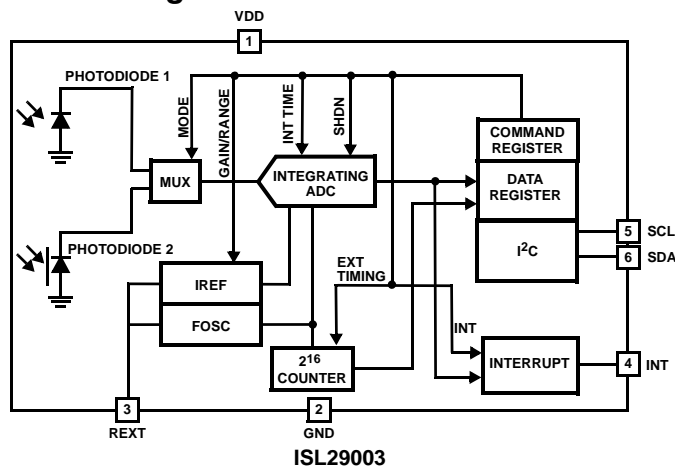 VDD
1
PHOTODIODE 1
MODE
GAIN/RANGE
INT TIME
SHDN
COMMAND
REGISTER
MUX
INTEGRATING
ADC
DATA
REGISTER
PHOTODIODE 2
I2C
5 SCL
6 SDA
EXT
TIMING
IREF
FOSC
INT
216
COUNTER
INTERRUPT
4 INT
3
REXT
2
GND
ISL29003